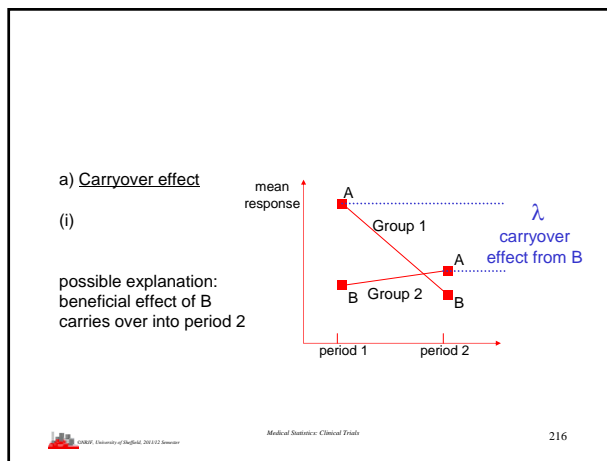 a) Carryover effect
(i)
possible explanation:
beneficial effect of B
carries over into period 2
mean
response
A
Group 1
B
Group 2
A
B
λ
carryover
effect from B
period 1
period 2
©NRJF, University of Sheffield, 2011/12 Semester
Medical Statistics: Clinical Trials
216